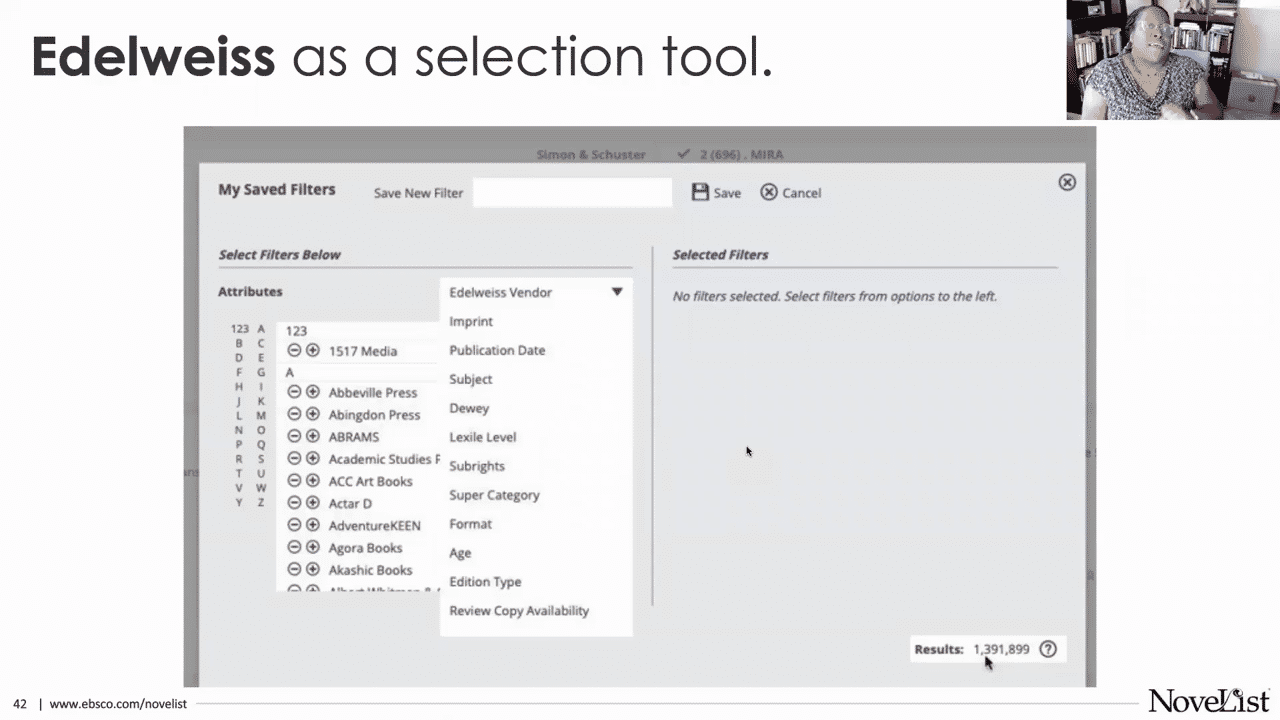 Edelweiss as a selection tool.
Simon & Schuster 2 (696) , MIRA
My Saved Filters Save New Filter Save Cancel
Select Filters Below
Attributes
123 A
B C
D E
F G
H I
J K
L M
N O
P Q
R S
T U
V W
Y Z
123
1517 Media
A
Abbeville Press
Abingdon Press
ABRAMS
Academic Studies P
ACC Art Books
Actar D
AdventureKEEN
Agora Books
Akashic Books
Albert Whitman &
Edelweiss Vendor
Imprint
Publication Date
Subject
Dewey
Lexile Level
Subrights
Super Category
Format
Age
Edition Type
Review Copy Availability
Selected Filters
No filters selected. Select filters from options to the left.
Results: 1,391,899 ?
42 | www.ebsco.com/novelist
NoveList